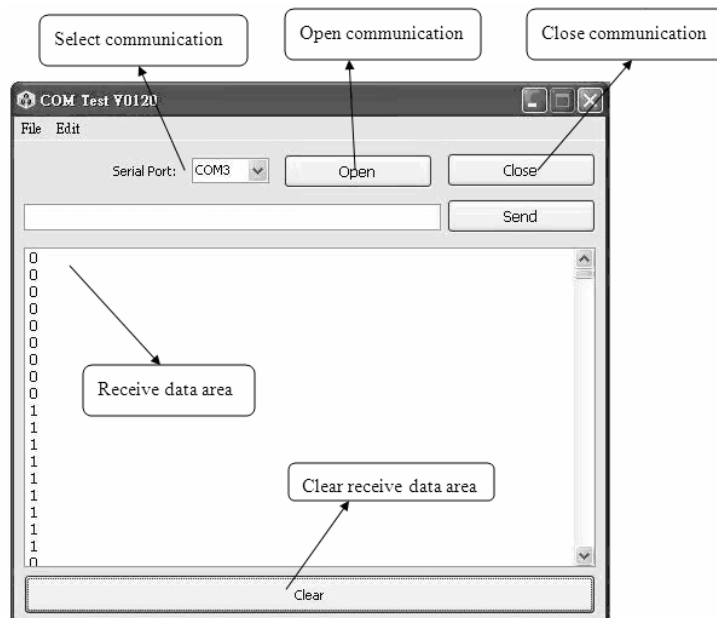 Select communication
Open communication
Close communication
COM Test V0120
File Edit
Serial Port: COM3 Open Close
Send
0
0
0
0
0
0
0
0
0
1
1
1
1
1
1
1
1
1
0
Receive data area
Clear receive data area
Clear